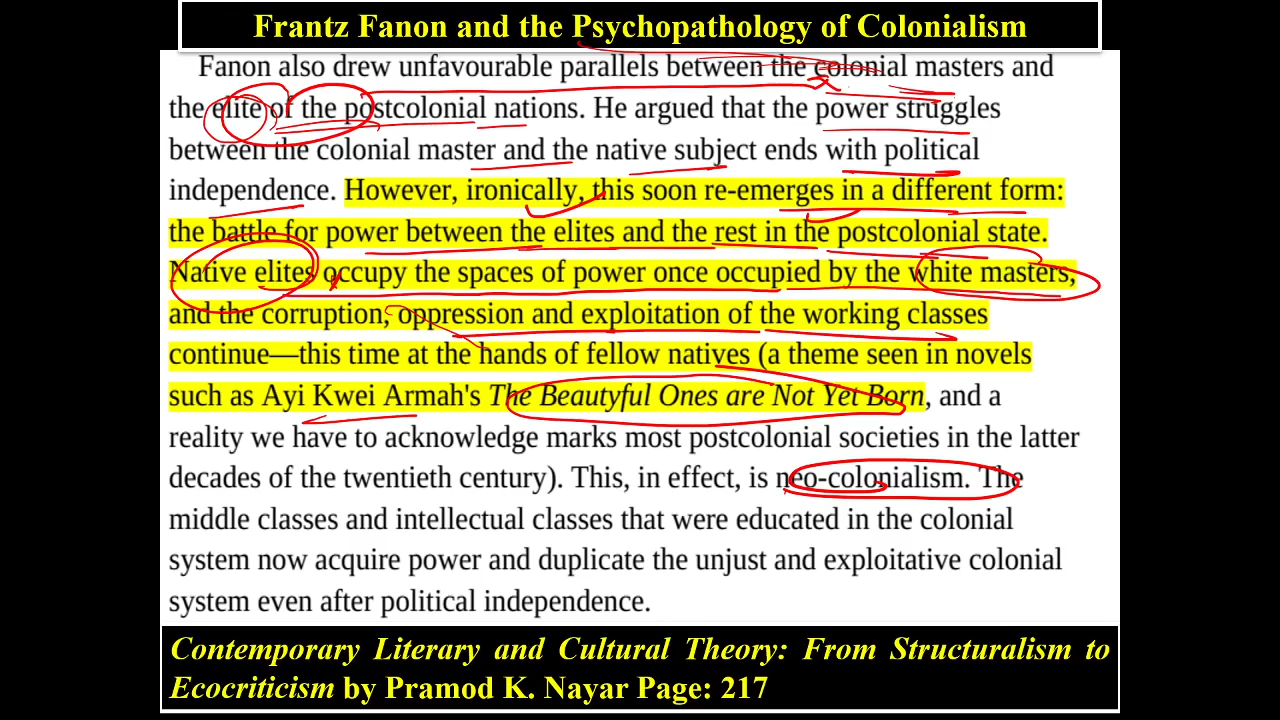 Frantz Fanon and the Psychopathology of Colonialism
Fanon also drew unfavourable parallels between the colonial masters and
the elite of the postcolonial nations. He argued that the power struggles
between the colonial master and the native subject ends with political
independence. However, ironically, this soon re-emerges in a different form:
the battle for power between the elites and the rest in the postcolonial state.
Native elites occupy the spaces of power once occupied by the white masters,
and the corruption, oppression and exploitation of the working classes
continue—this time at the hands of fellow natives (a theme seen in novels
such as Ayi Kwei Armah's The Beautyful Ones are Not Yet Born, and a
reality we have to acknowledge marks most postcolonial societies in the latter
decades of the twentieth century). This, in effect, is neo-colonialism. The
middle classes and intellectual classes that were educated in the colonial
system now acquire power and duplicate the unjust and exploitative colonial
system even after political independence.
Contemporary Literary and Cultural Theory: From Structuralism to
Ecocriticism by Pramod K. Nayar Page: 217